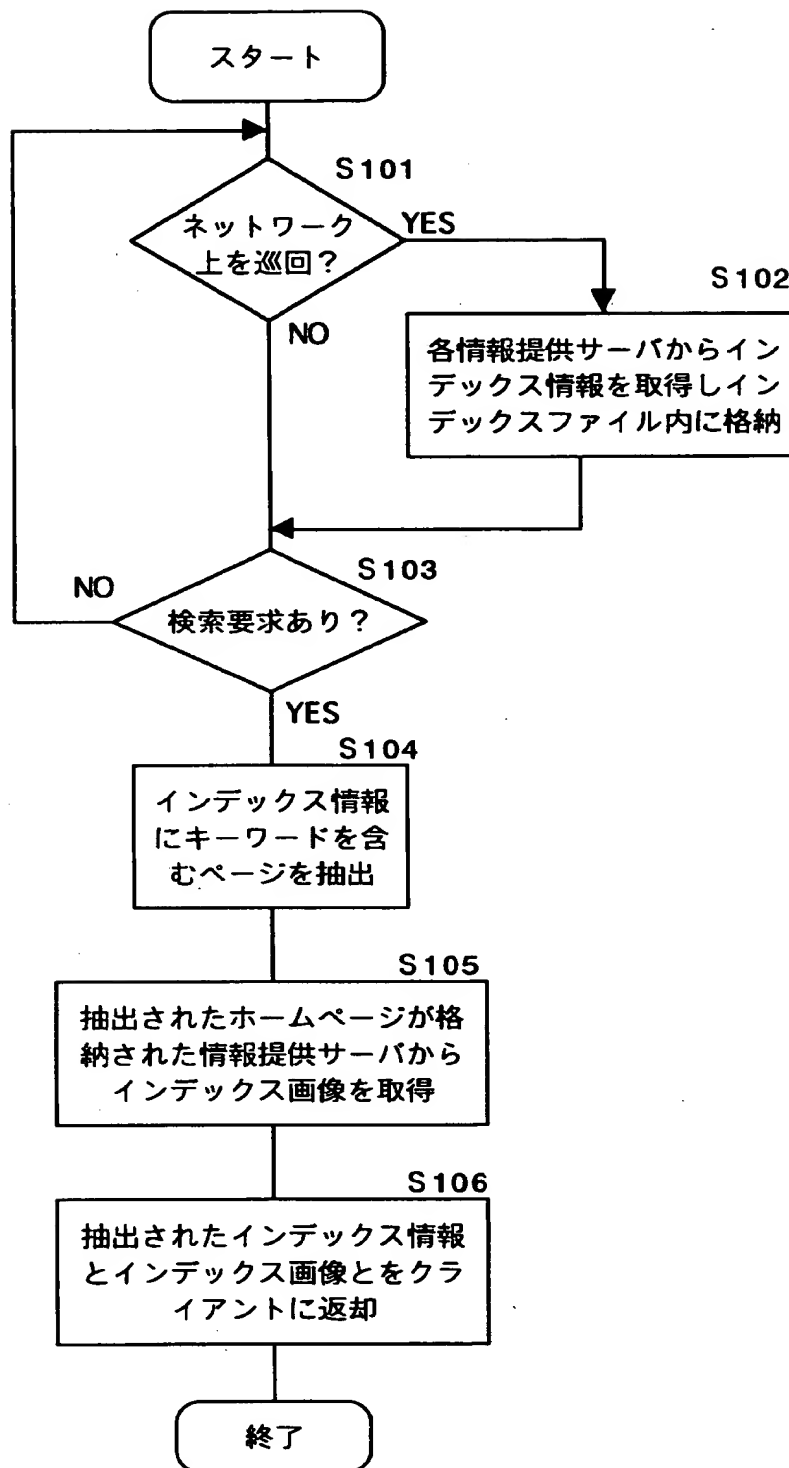 スタート
S101
ネットワーク
上を巡回?
YES
NO
S102
各情報提供サーバからイン
デックス情報を取得しイン
デックスファイル内に格納
S103
NO
検索要求あり?
YES
S104
インデックス情報
にキーワードを含
むページを抽出
S105
抽出されたホームページが格
納された情報提供サーバから
インデックス画像を取得
S106
抽出されたインデックス情報
とインデックス画像とをクラ
イアントに返却
終了